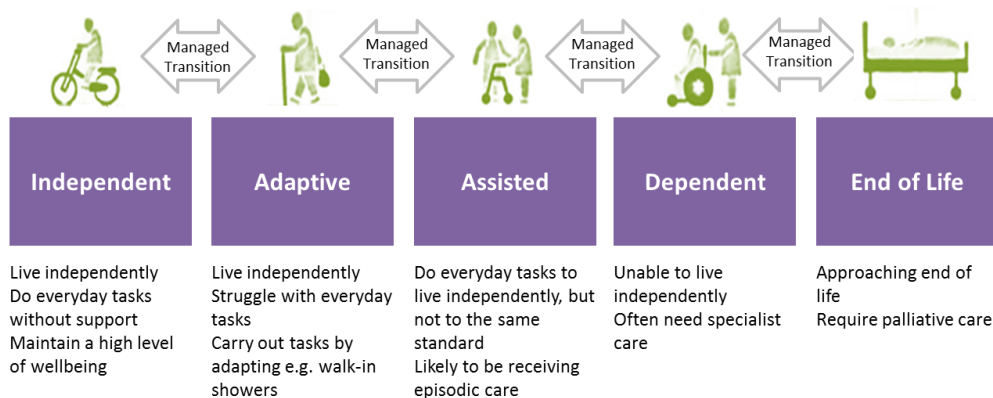 Managed
Transition
Managed
Transition
Managed
Transition
Managed
Transition
Independent
Adaptive
Assisted
Dependent
End of Life
Live independently
Do everyday tasks
without support
Maintain a high level
of wellbeing
Live independently
Struggle with everyday
tasks
Carry out tasks by
adapting e.g. walk-in
showers
Do everyday tasks to
live independently, but
not to the same
standard
Likely to be receiving
episodic care
Unable to live
independently
Often need specialist
care
Approaching end of
life
Require palliative care